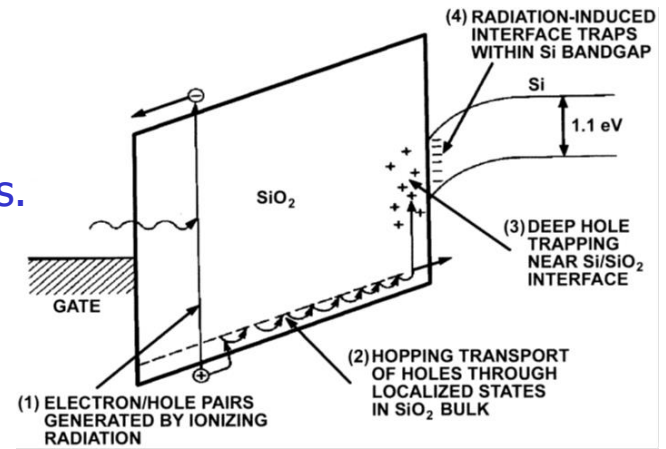 (4) RADIATION-INDUCED
INTERFACE TRAPS
WITHIN Si BANDGAP
Si
1.1 eV
s.
SiO₂
(3) DEEP HOLE
TRAPPING
NEAR Si/SiO₂
INTERFACE
GATE
(2) HOPPING TRANSPORT
OF HOLES THROUGH
LOCALIZED STATES
IN SiO₂ BULK
(1) ELECTRON/HOLE PAIRS
GENERATED BY IONIZING
RADIATION